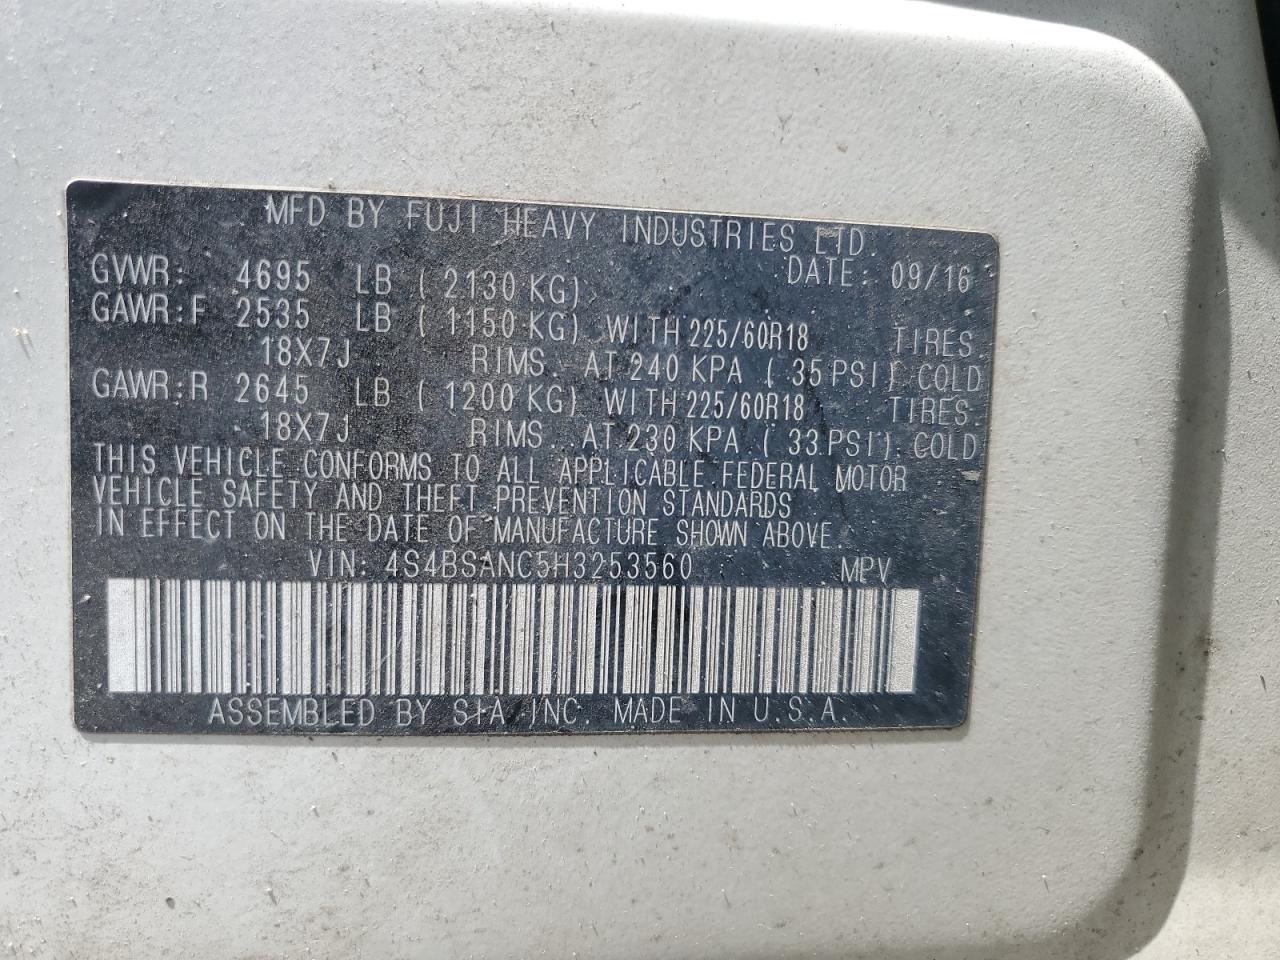 MFD BY FUJI HEAVY INDUSTRIES LTD.
DATE: 09/16
GVWR: 4695 LB ( 2130 KG)
GAWR:F 2535 LB ( 1150 KG) WITH 225/60R18 TIRES,
18X7J RIMS, AT 240 KPA ( 35 PSI) COLD
GAWR:R 2645 LB ( 1200 KG) WITH 225/60R18 TIRES.
18X7J RIMS, AT 230 KPA ( 33 PSI) COLD
THIS VEHICLE CONFORMS TO ALL APPLICABLE FEDERAL MOTOR
VEHICLE SAFETY AND THEFT PREVENTION STANDARDS
IN EFFECT ON THE DATE OF MANUFACTURE SHOWN ABOVE.
VIN: 4S4BSANC5H3253560 MPV
ASSEMBLED BY SIA, INC. MADE IN U.S.A.